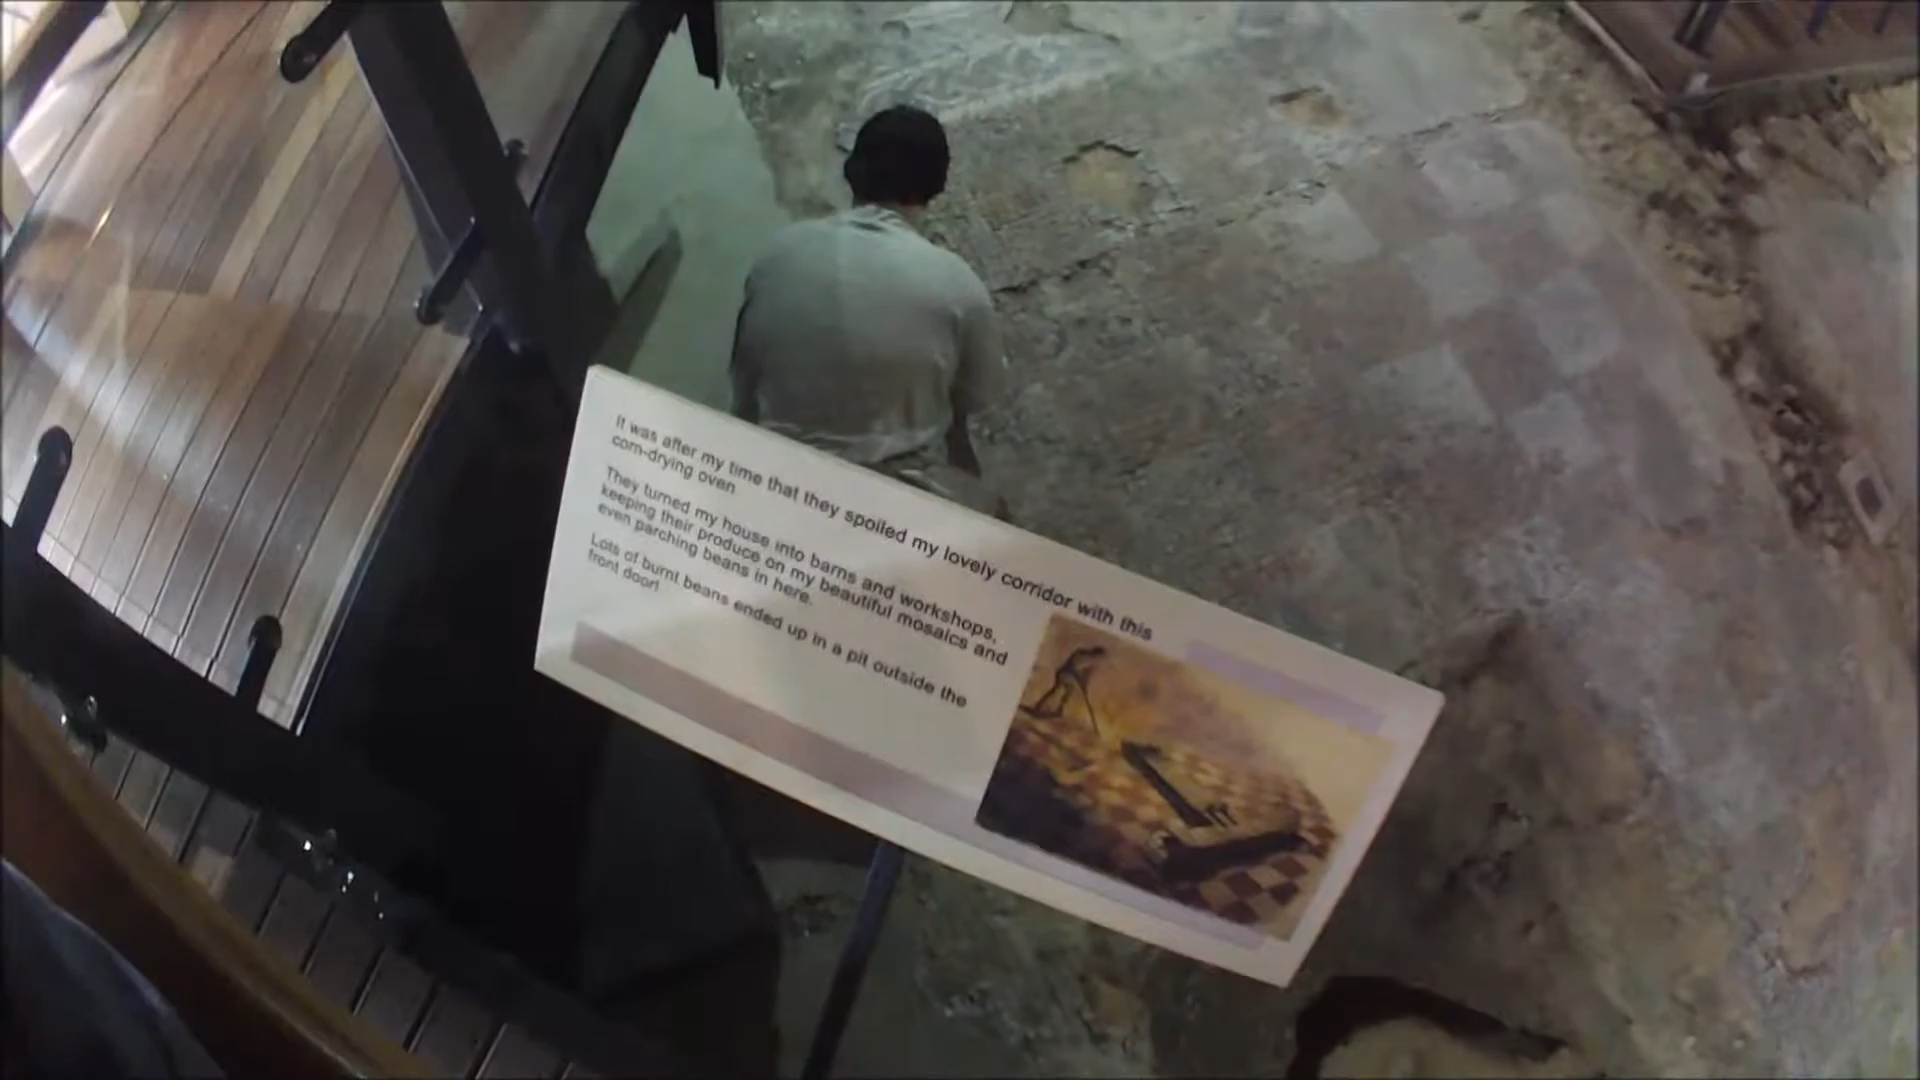 It was after my time that they spoiled my lovely corridor with this
corn-drying oven
They turned my house into barns and workshops,
keeping their produce on my beautiful mosaics and
even parching beans in here.
Lots of burnt beans ended up in a pit outside the
front door!